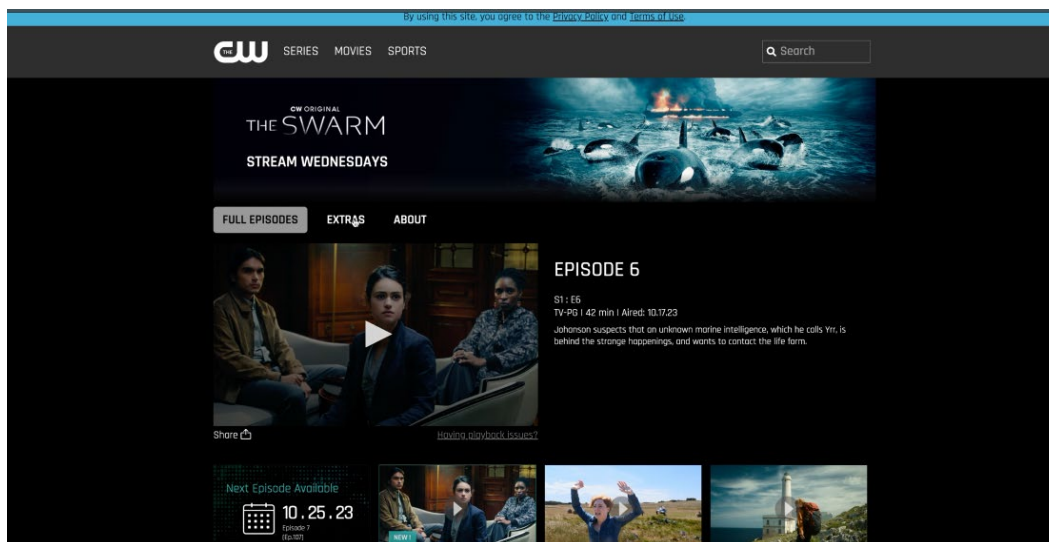 By using this site, you agree to the Privacy Policy and Terms of Use.
THE CW SERIES MOVIES SPORTS Search
CW ORIGINAL
THE SWARM
STREAM WEDNESDAYS
FULL EPISODES EXTRAS ABOUT
EPISODE 6
S1 : E6
TV-PG | 42 min | Aired: 10.17.23
Johanson suspects that an unknown marine intelligence, which he calls Yrr, is
behind the strange happenings, and wants to contact the life form.
Share Having playback issues?
Next Episode Available
10.25.23
Episode 7
(Ep.107)
NEW !